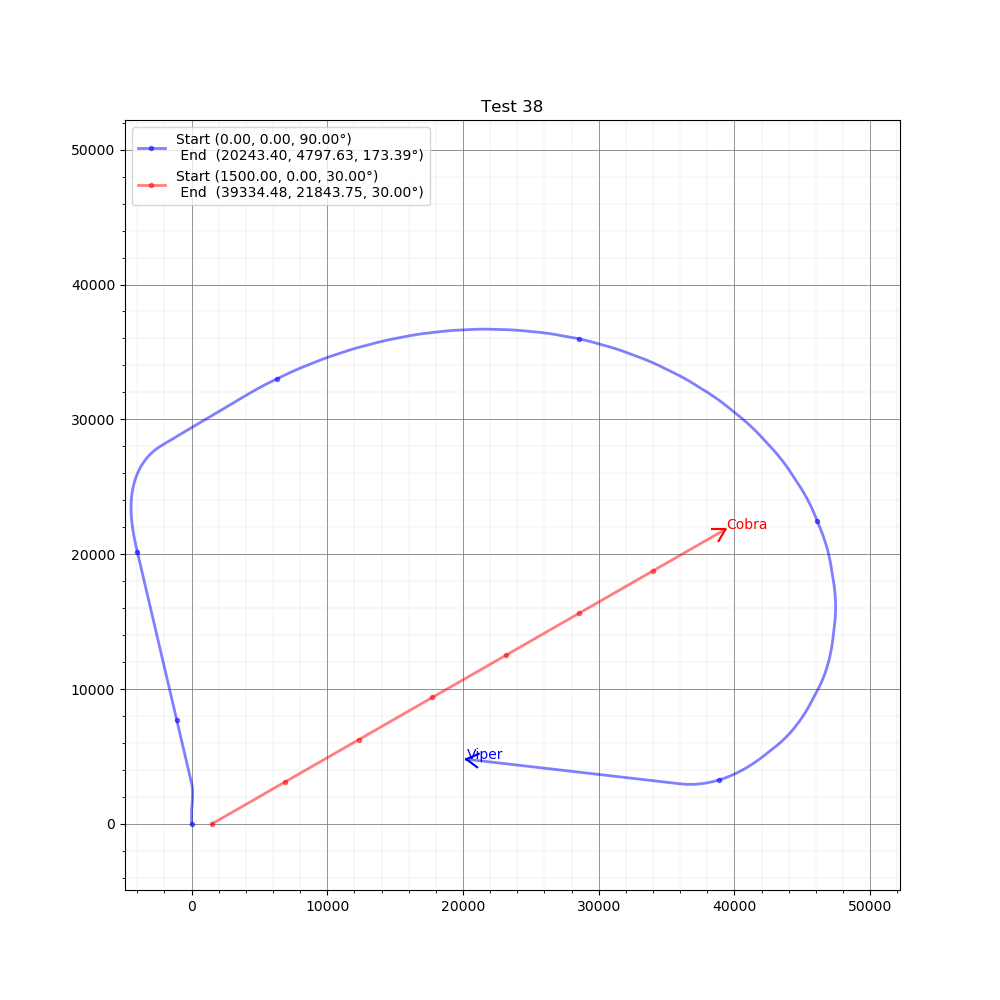 Test 38
Start (0.00, 0.00, 90.00°)
End (20243.40, 4797.63, 173.39°)
Start (1500.00, 0.00, 30.00°)
End (39334.48, 21843.75, 30.00°)
50000
40000
30000
20000
10000
0
Cobra
Viper
0
10000
20000
30000
40000
50000